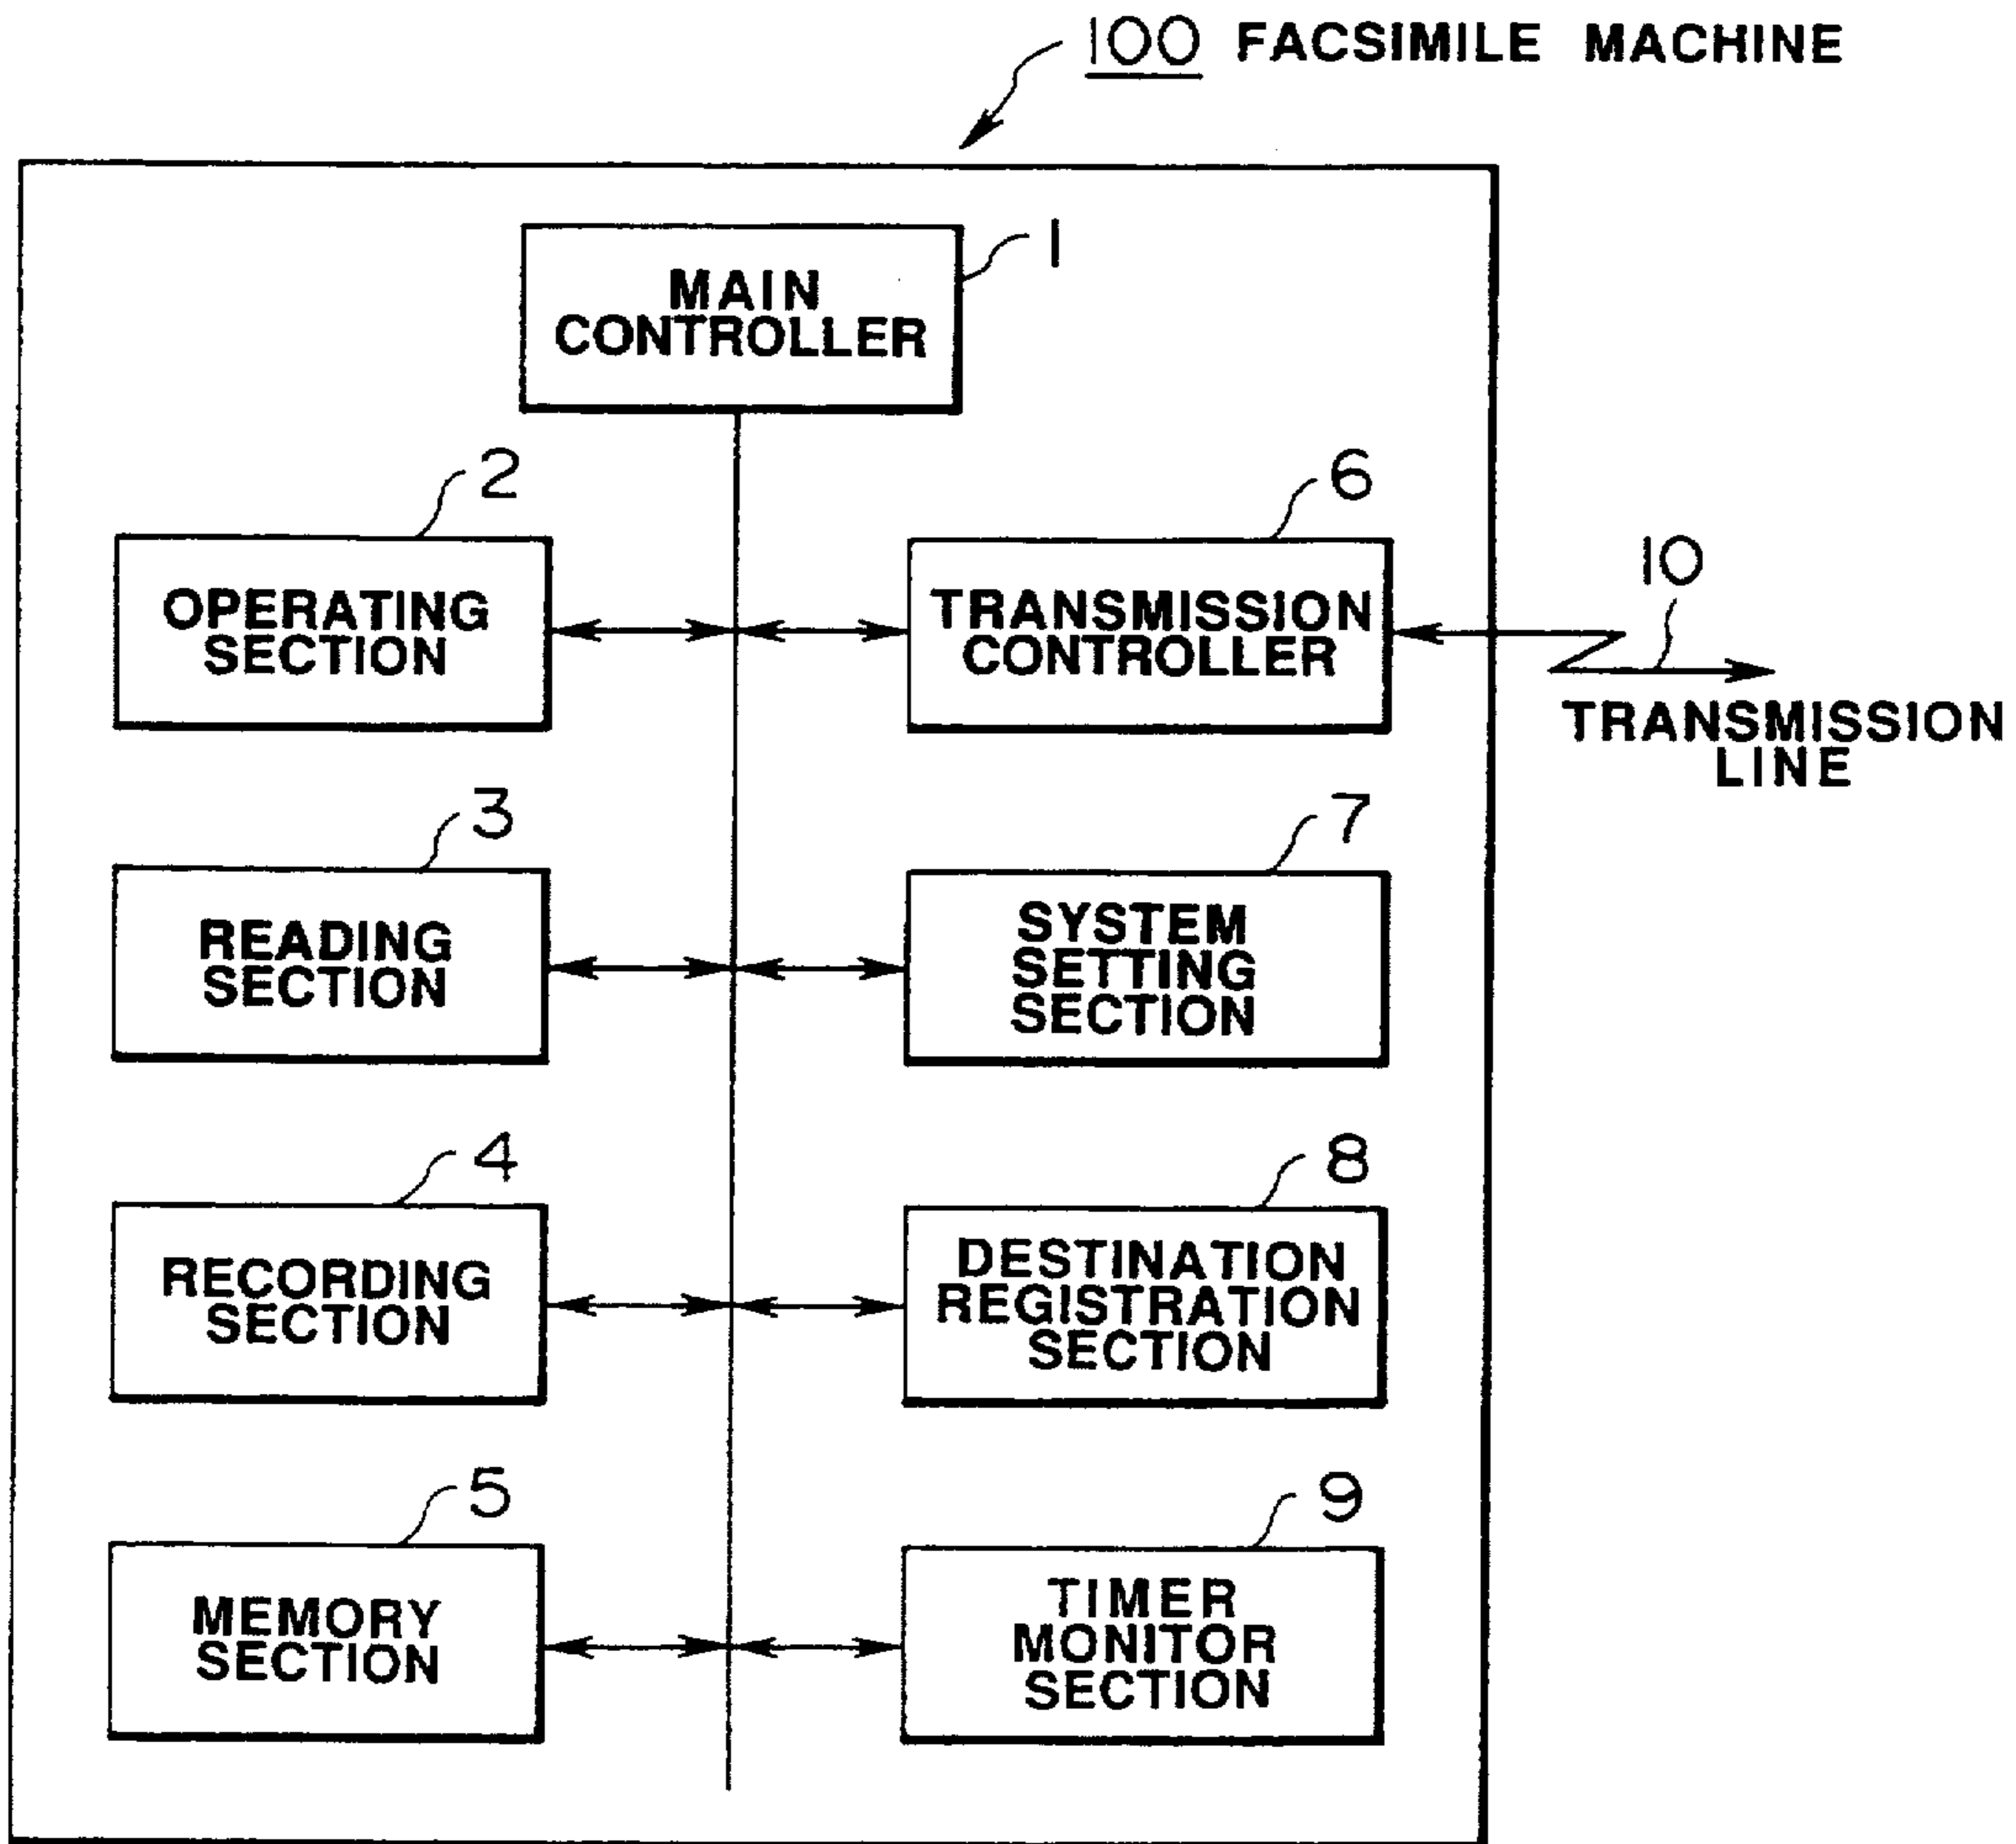 100 FACSIMILE MACHINE
1
MAIN
CONTROLLER
2
OPERATING
SECTION
6
TRANSMISSION
CONTROLLER
10
TRANSMISSION
LINE
3
READING
SECTION
7
SYSTEM
SETTING
SECTION
4
RECORDING
SECTION
8
DESTINATION
REGISTRATION
SECTION
5
MEMORY
SECTION
9
TIMER
MONITOR
SECTION